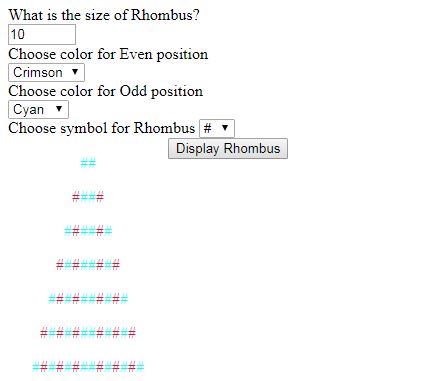 What is the size of Rhombus?
10
Choose color for Even position
Crimson
Choose color for Odd position
Cyan
Choose symbol for Rhombus #
Display Rhombus
##
####
######
########
##########
############
##############